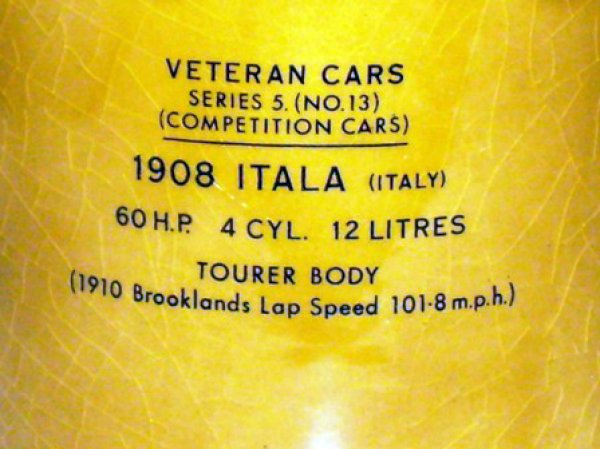 VETERAN CARS
SERIES 5. (NO.13)
(COMPETITION CARS)
1908 ITALA (ITALY)
60 H.P. 4 CYL. 12 LITRES
TOURER BODY
(1910 Brooklands Lap Speed 101·8 m.p.h.)